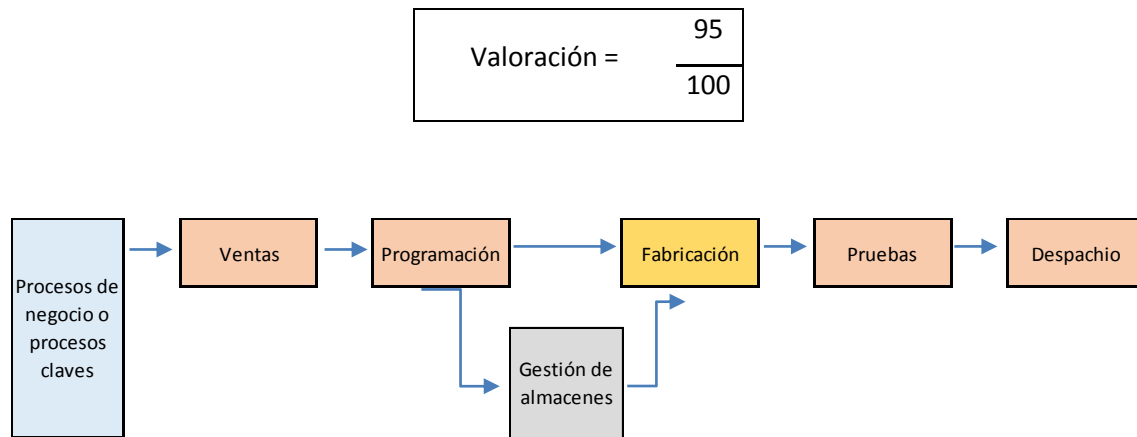 95
Valoración =
100
Ventas
Programación
Fabricación
Pruebas
Despachio
Procesos de
negocio o
procesos
claves
Gestión de
almacenes